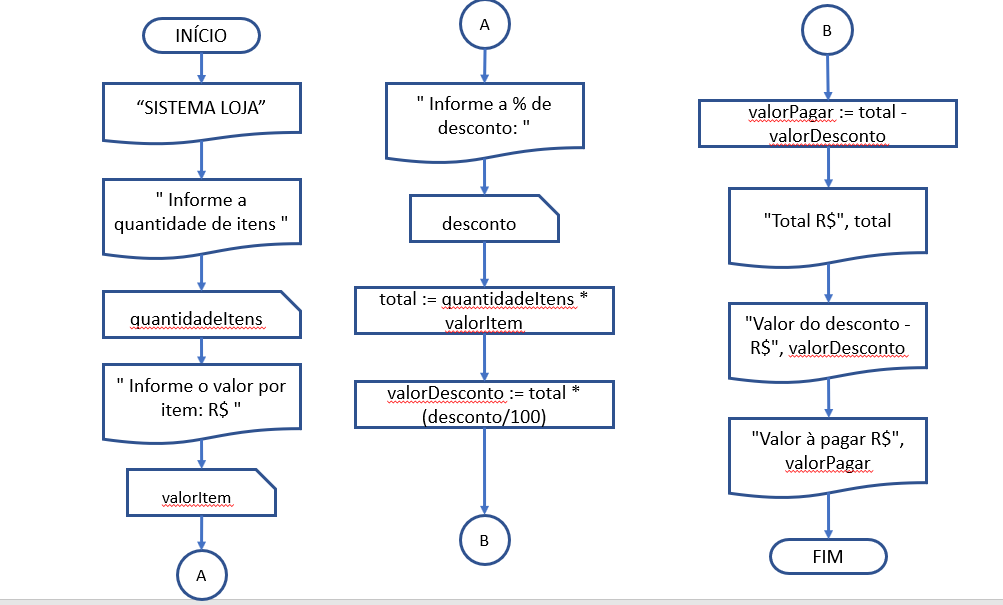 INÍCIO
“SISTEMA LOJA”
" Informe a
quantidade de itens "
quantidadeItens
" Informe o valor por
item: R$ "
valorItem
A
A
" Informe a % de
desconto: "
desconto
total := quantidadeItens *
valorItem
valorDesconto := total *
(desconto/100)
B
B
valorPagar := total -
valorDesconto
"Total R$", total
"Valor do desconto -
R$", valorDesconto
"Valor à pagar R$",
valorPagar
FIM